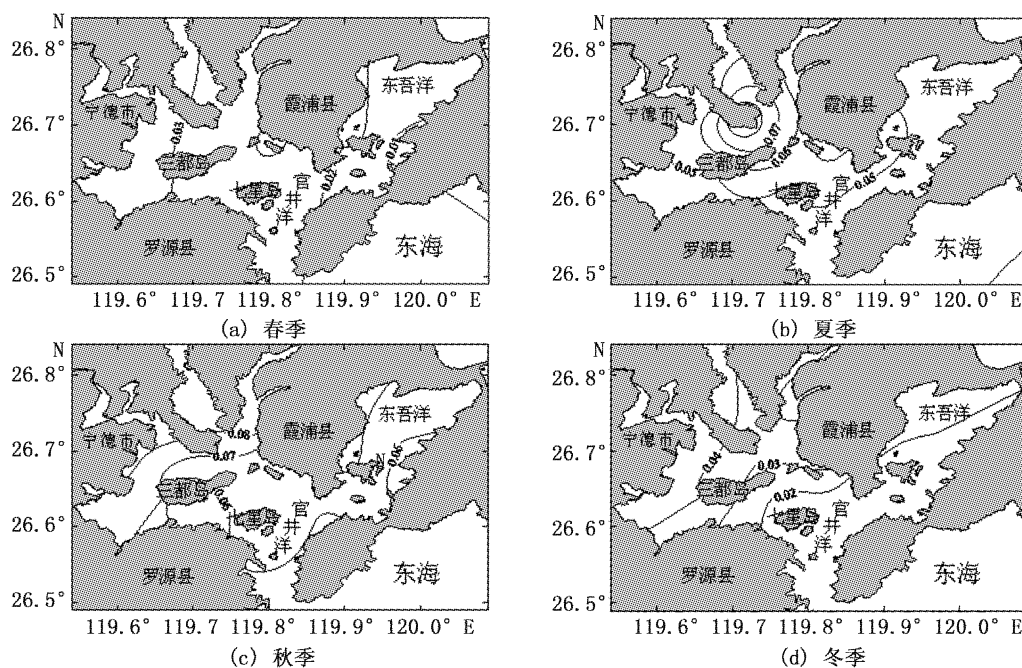 N
26.8°
26.7°
26.6°
26.5°
宁德市
霞浦县
东吾洋
三都岛
七星岛
官井洋
罗源县
东海
0.03
0.02
0.01
119.6° 119.7 119.8 119.9° 120.0° E
(a) 春季
N
26.8°
26.7°
26.6°
26.5°
宁德市
霞浦县
东吾洋
三都岛
七星岛
官井洋
罗源县
东海
0.07
0.05
0.05
119.6° 119.7° 119.8° 119.9° 120.0° E
(b) 夏季
N
26.8°
26.7°
26.6°
26.5°
宁德市
霞浦县
东吾洋
N
三都岛
七星岛
官井洋
罗源县
东海
0.08
0.07
0.06
0.06
119.6° 119.7° 119.8° 119.9° 120.0° E
(c) 秋季
N
26.8°
26.7°
26.6°
26.5°
宁德市
霞浦县
东吾洋
三都岛
七星岛
官井洋
罗源县
东海
0.04
0.03
0.02
119.6° 119.7° 119.8° 119.9° 120.0° E
(d) 冬季